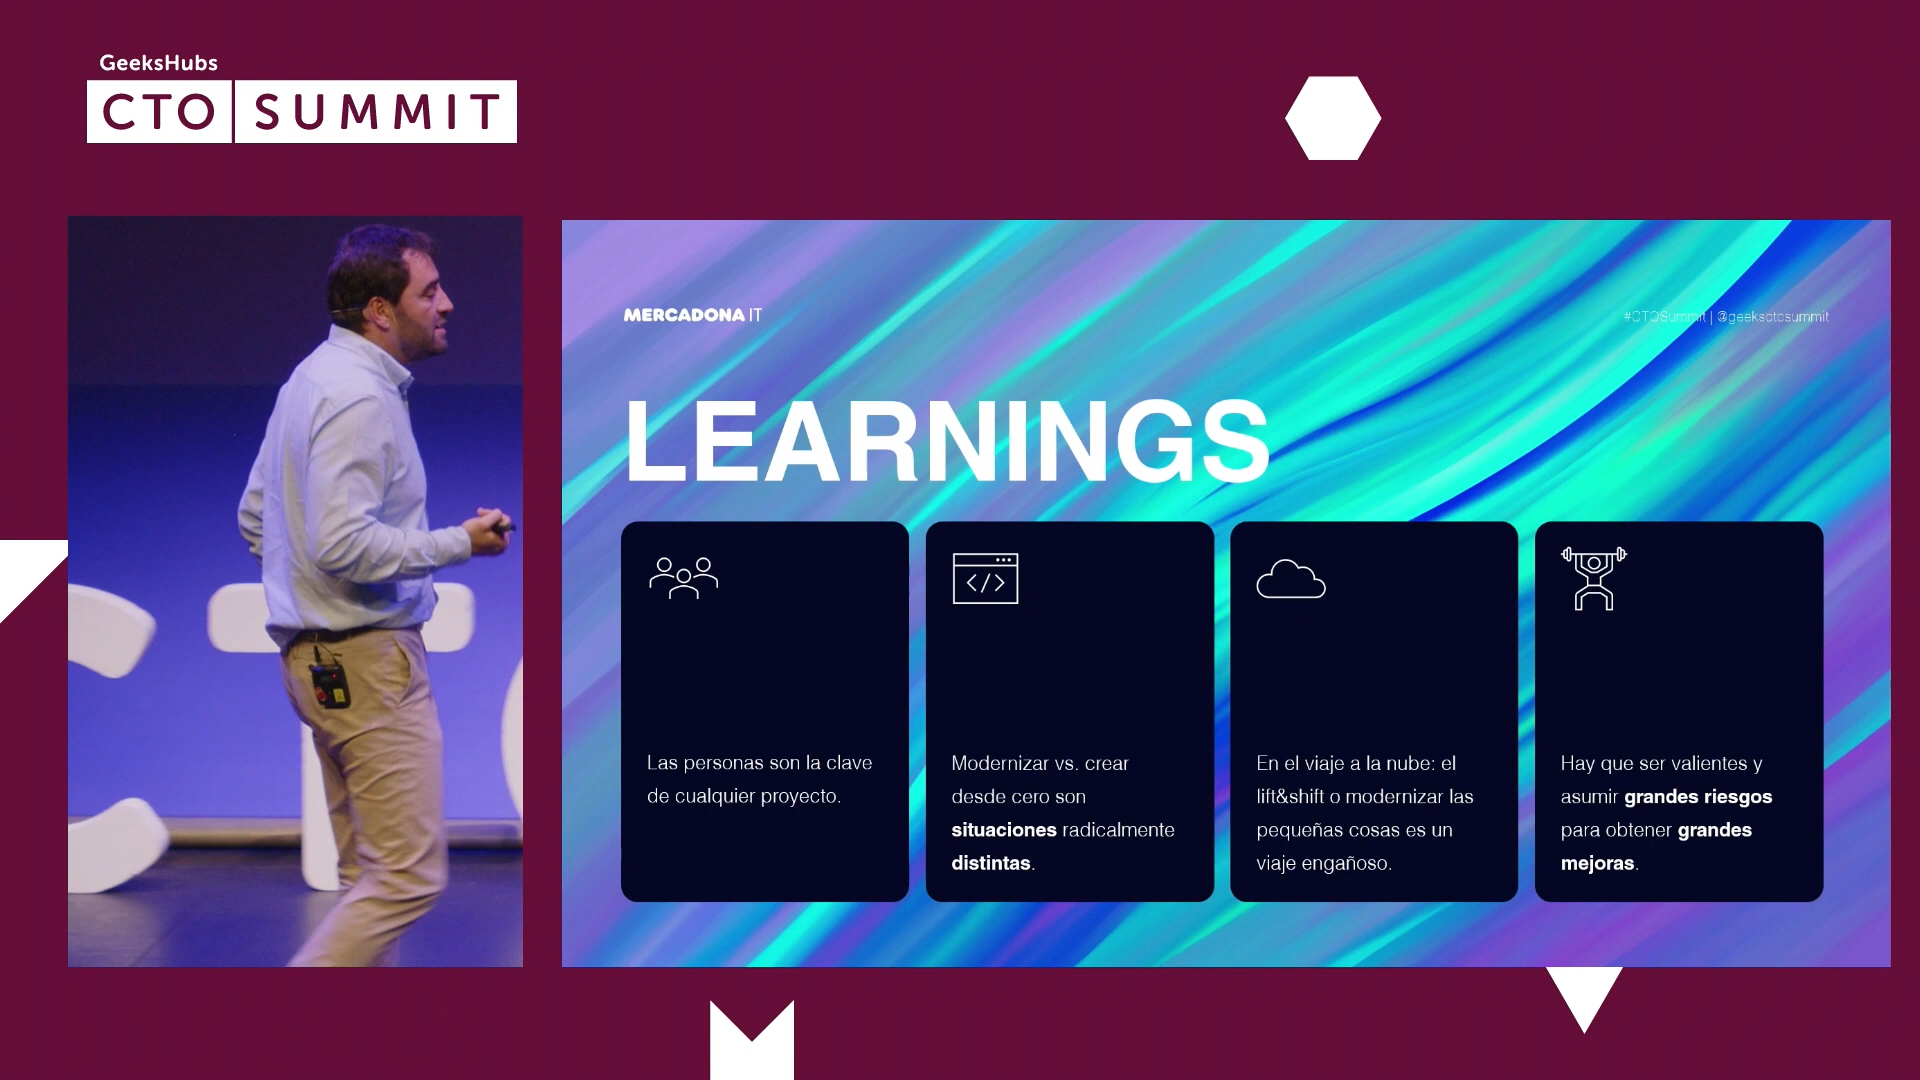 GeeksHubs
CTO SUMMIT
MERCADONA IT
#CTOSummit | @geeksctosummit
LEARNINGS
Las personas son la clave
de cualquier proyecto.
Modernizar vs. crear
desde cero son
situaciones radicalmente
distintas.
En el viaje a la nube: el
lift&shift o modernizar las
pequeñas cosas es un
viaje engañoso.
Hay que ser valientes y
asumir grandes riesgos
para obtener grandes
mejoras.